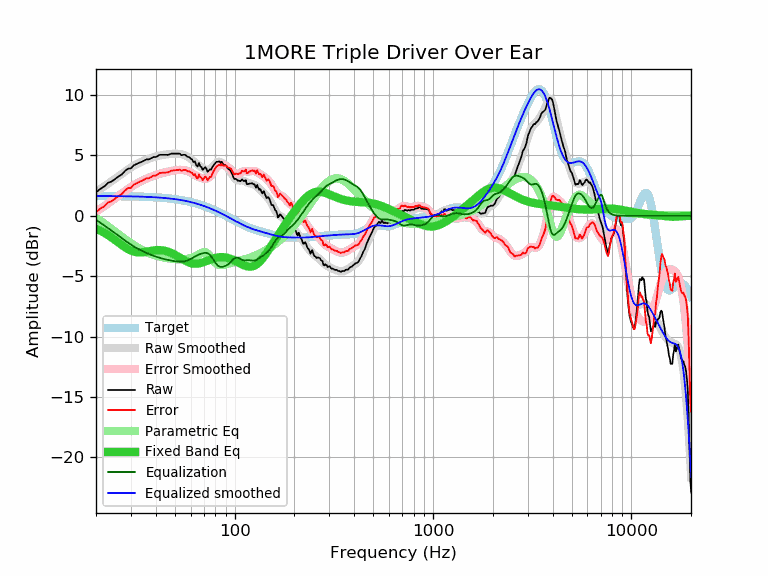 1MORE Triple Driver Over Ear
Amplitude (dBr)
10
5
0
−5
−10
−15
−20
Target
Raw Smoothed
Error Smoothed
Raw
Error
Parametric Eq
Fixed Band Eq
Equalization
Equalized smoothed
100
1000
10000
Frequency (Hz)